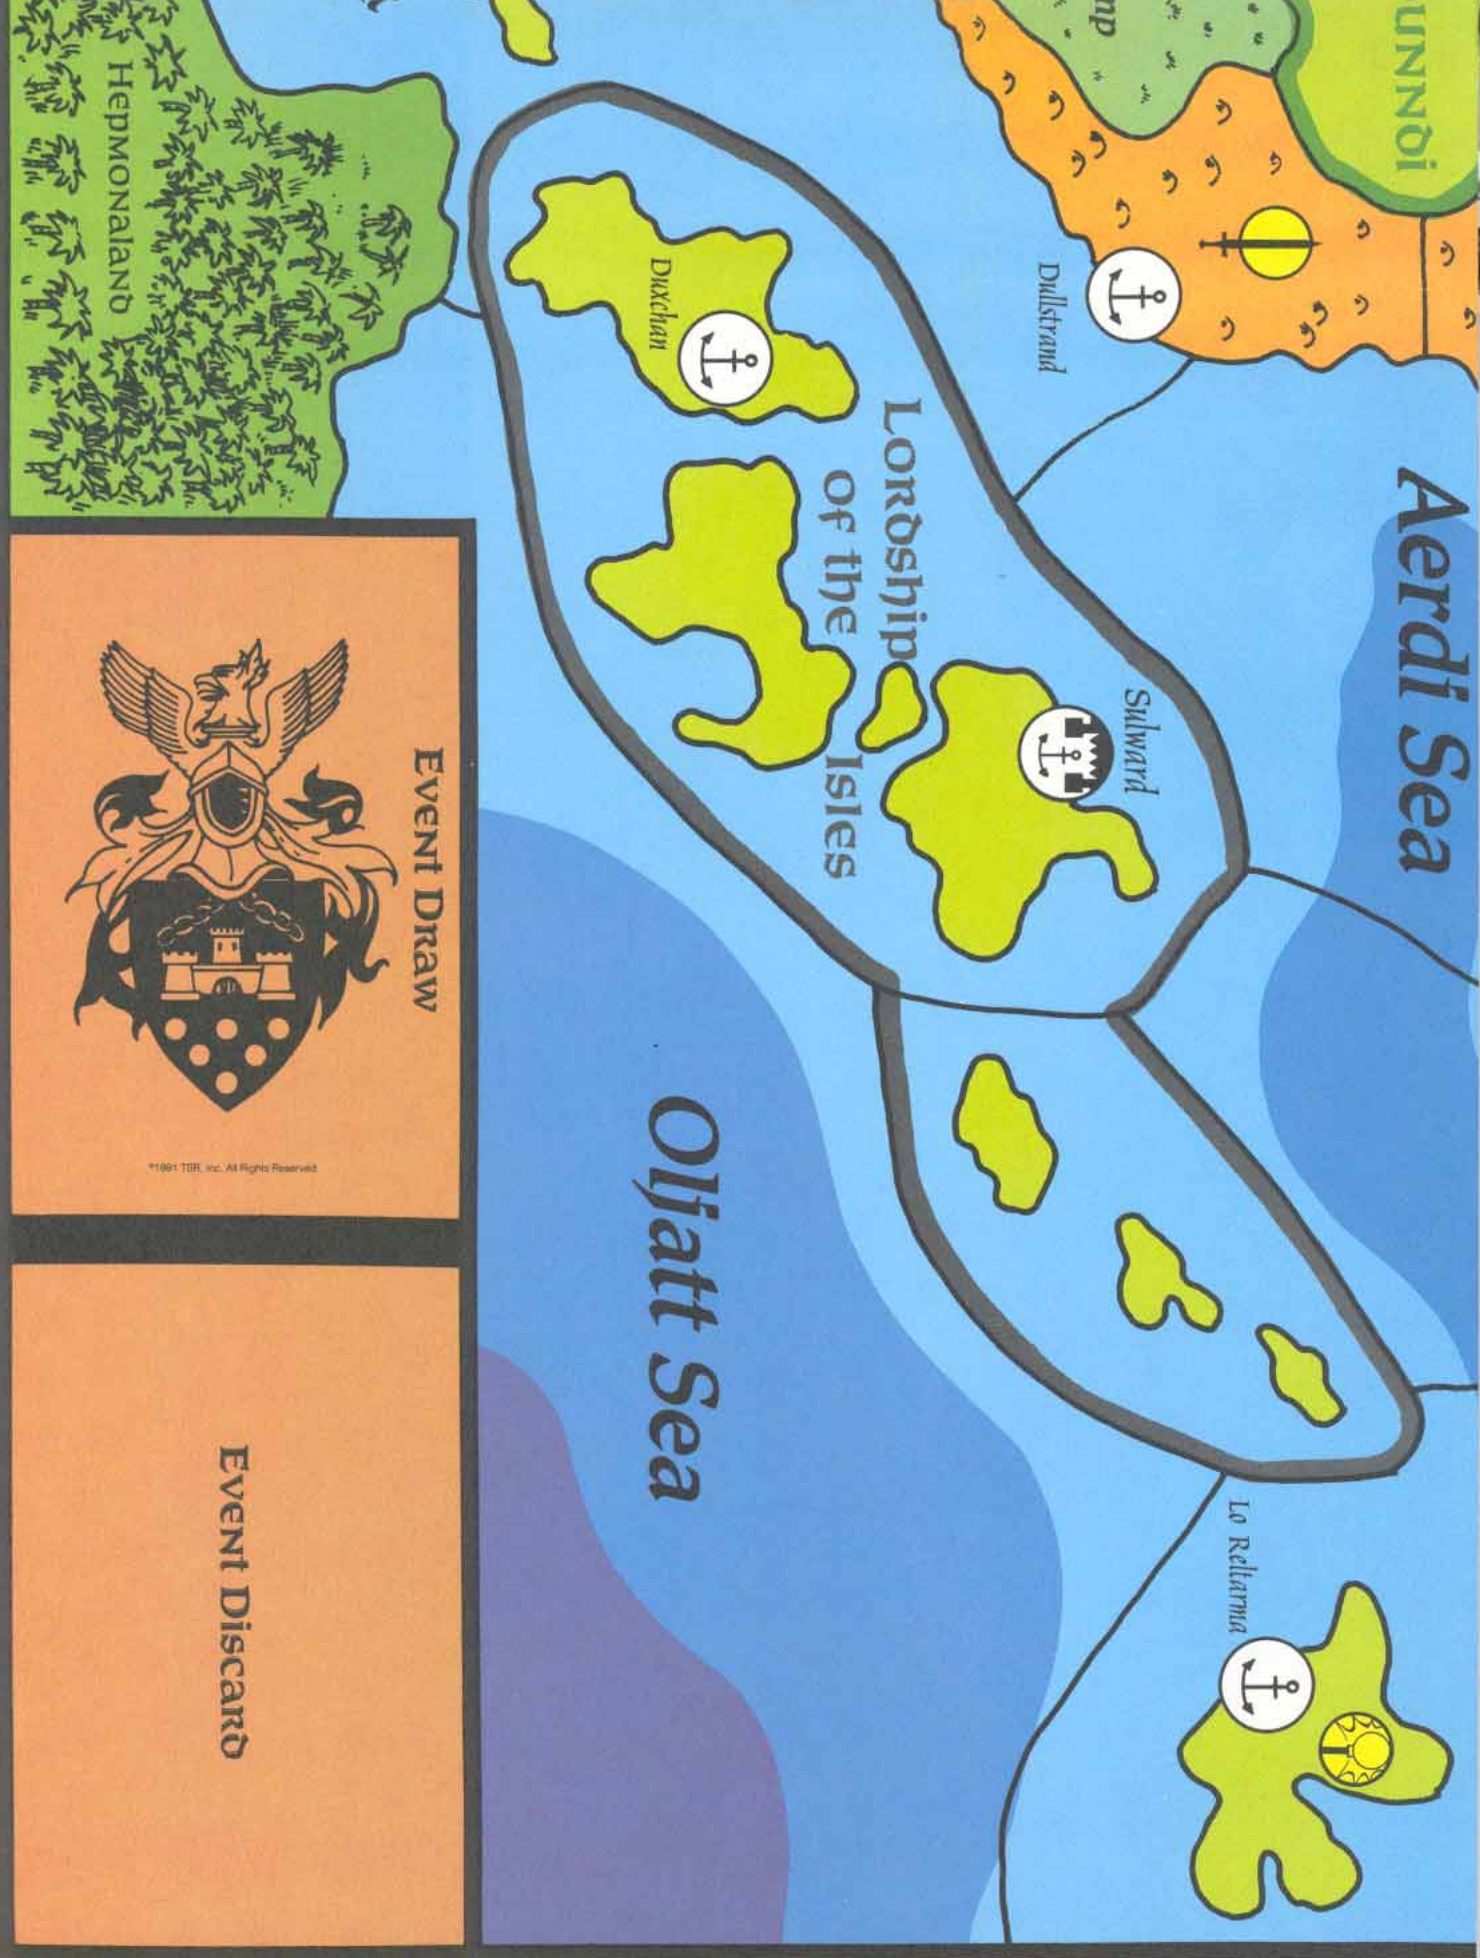 UNNDI
Aerdi Sea
Dullstrand
Lordship
of the Isles
Sulward
Duxchan
Lo Reltarma
Oljatt Sea
Hepmonaland
Event Draw
©1991 TSR, Inc. All Rights Reserved.
Event Discard